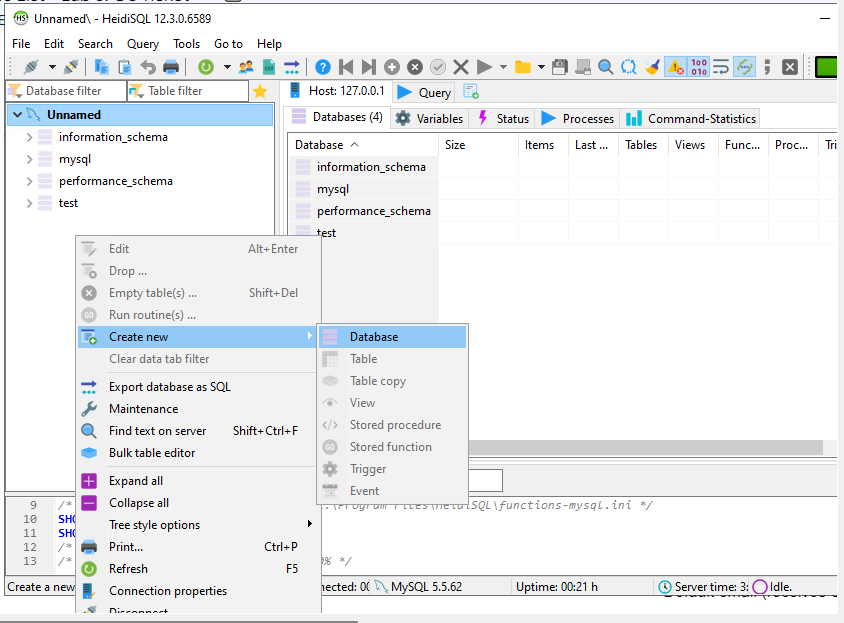 Unnamed\ - HeidiSQL 12.3.0.6589
File Edit Search Query Tools Go to Help
Database filter Table filter
Host: 127.0.0.1 Query
Databases (4) Variables Status Processes Command-Statistics
Unnamed
information_schema
mysql
performance_schema
test
Database Size Items Last ... Tables Views Func... Proc... Tri
information_schema
mysql
performance_schema
test
Edit Alt+Enter
Drop ...
Empty table(s) ... Shift+Del
Run routine(s) ...
Create new
Clear data tab filter
Export database as SQL
Maintenance
Find text on server Shift+Ctrl+F
Bulk table editor
Expand all
Collapse all
Tree style options
Print... Ctrl+P
Refresh F5
Connection properties
Disconnect
Database
Table
Table copy
View
Stored procedure
Stored function
Trigger
Event
9 /* :\Program Files\HeidiSQL\functions-mysql.ini */
10 SHO
11 SHO
12 /*
13 /* 0% */
Create a new nected: 00 MySQL 5.5.62 Uptime: 00:21 h Server time: 3: Idle.